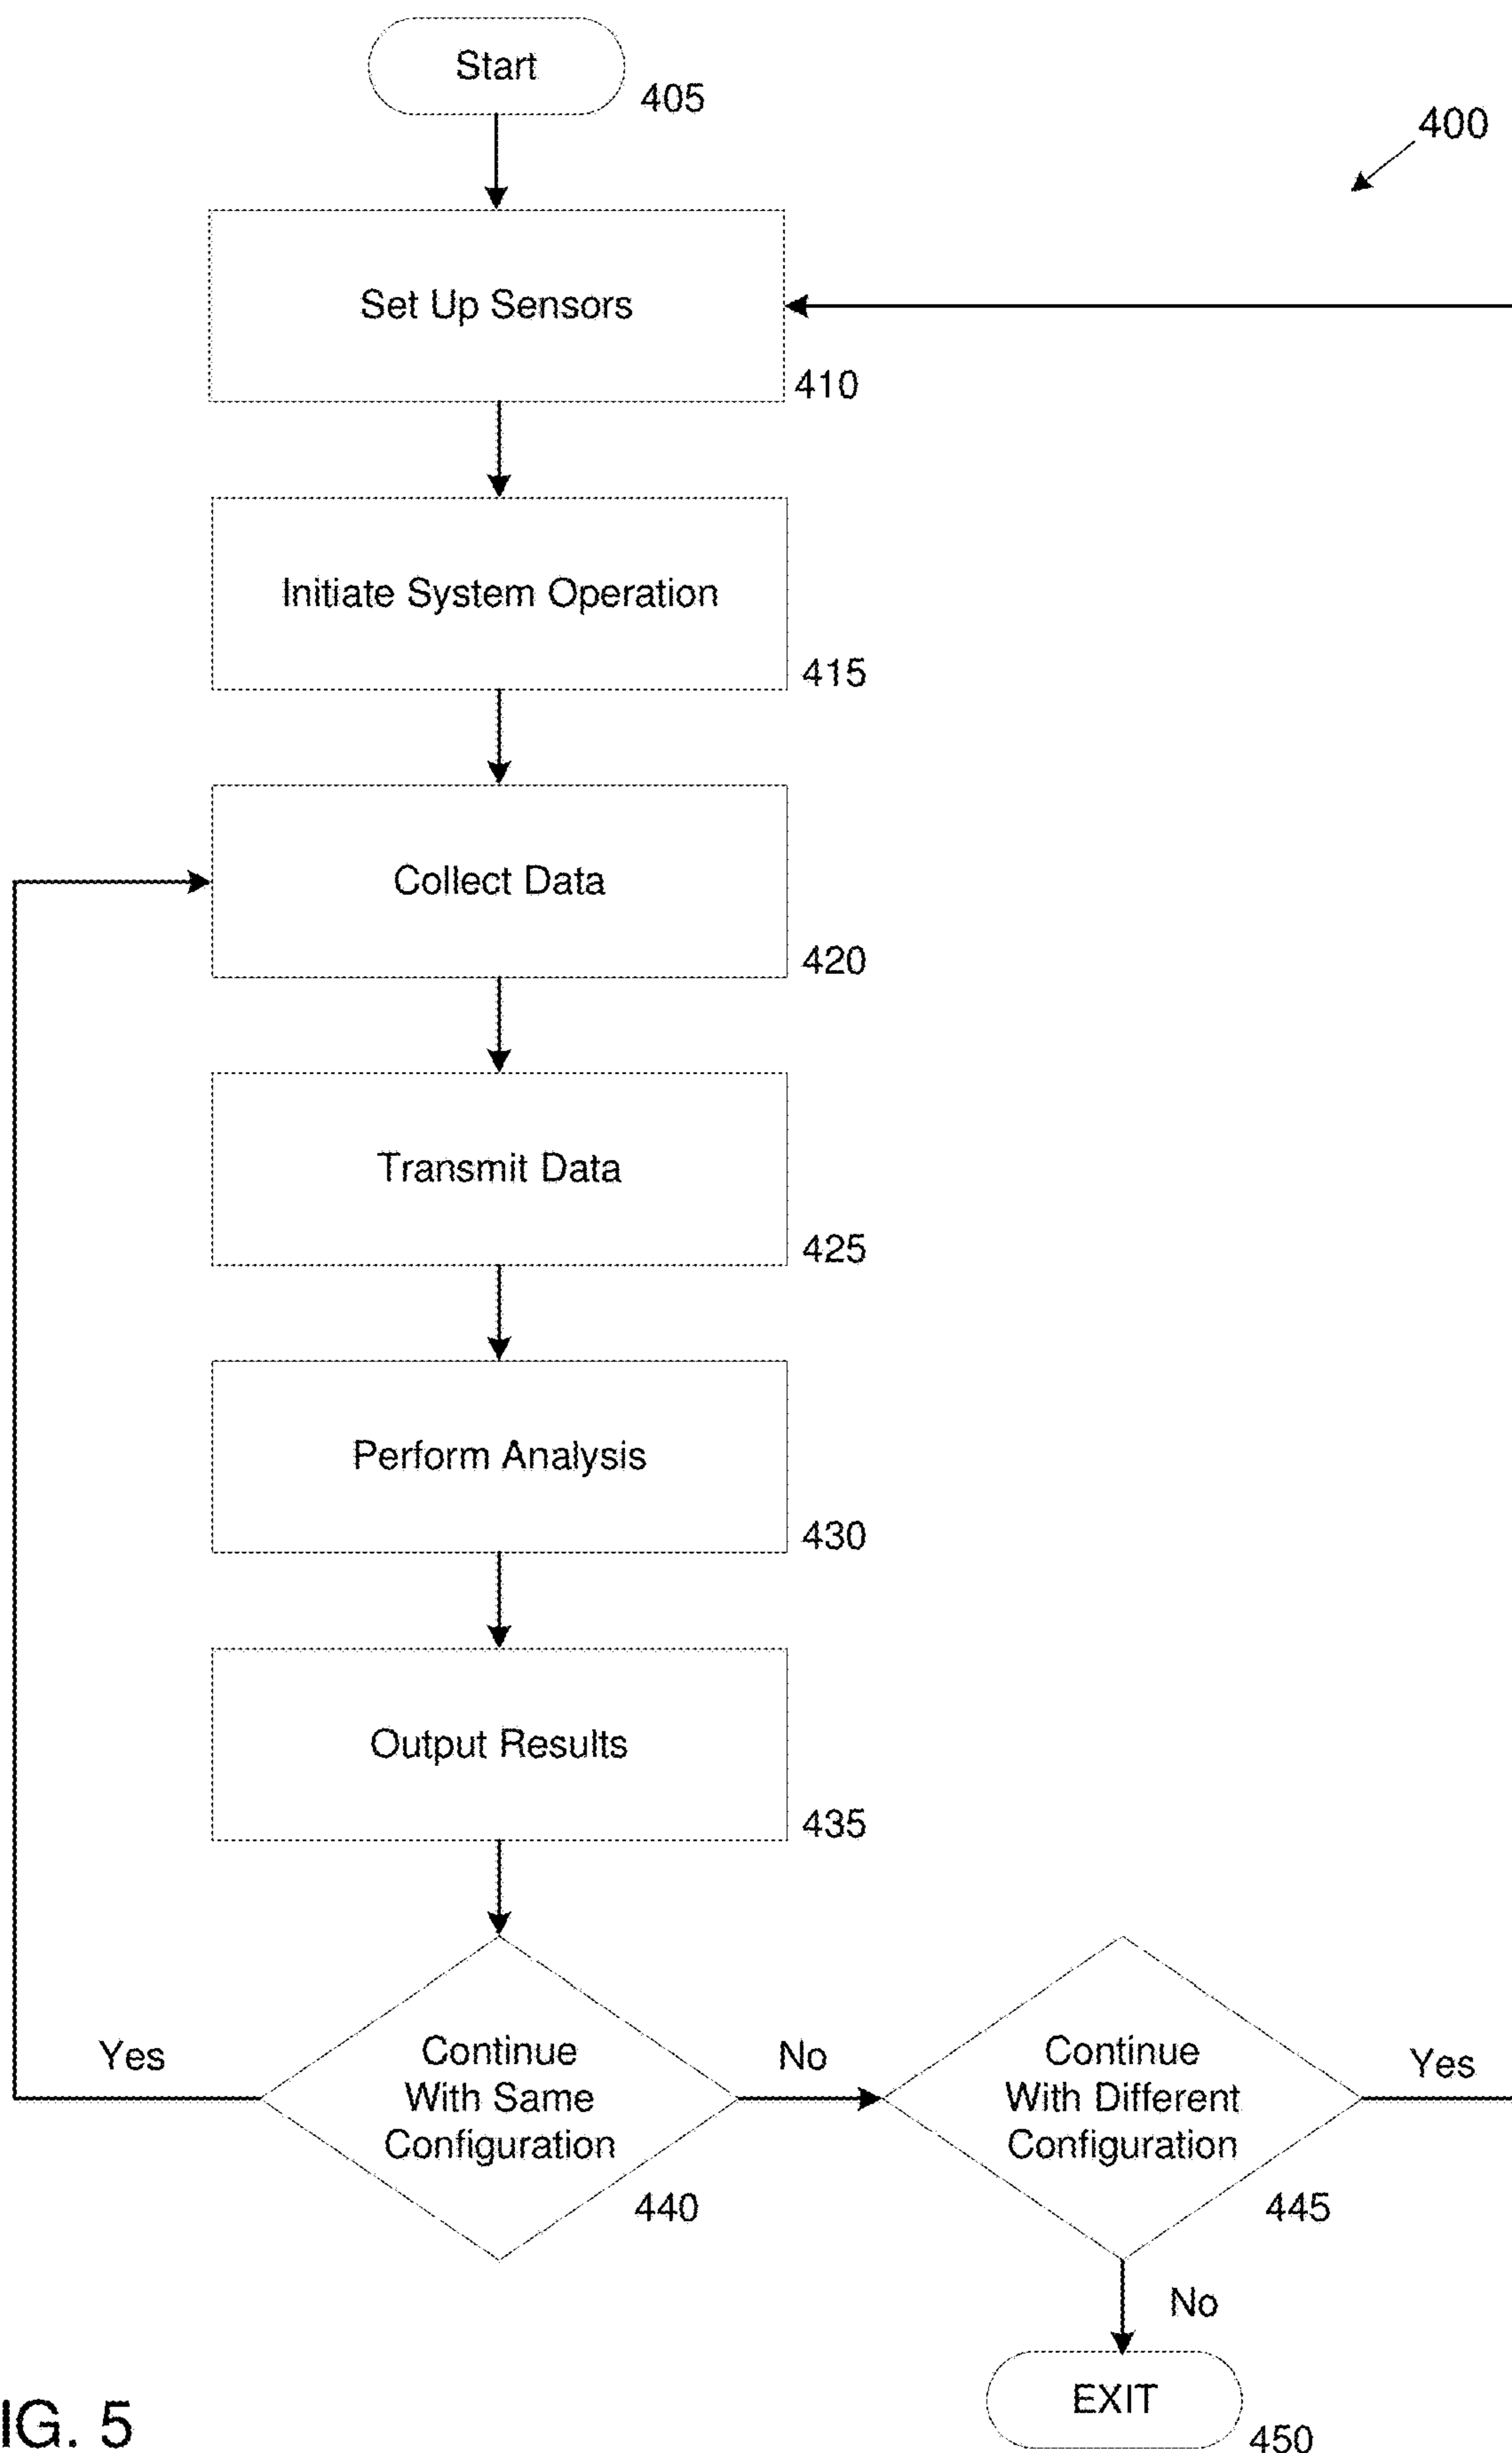 Start
405
400
Set Up Sensors
410
Initiate System Operation
415
Collect Data
420
Transmit Data
425
Perform Analysis
430
Output Results
435
Yes
Continue
With Same
Configuration
440
No
Continue
With Different
Configuration
445
Yes
No
EXIT
450
IG. 5